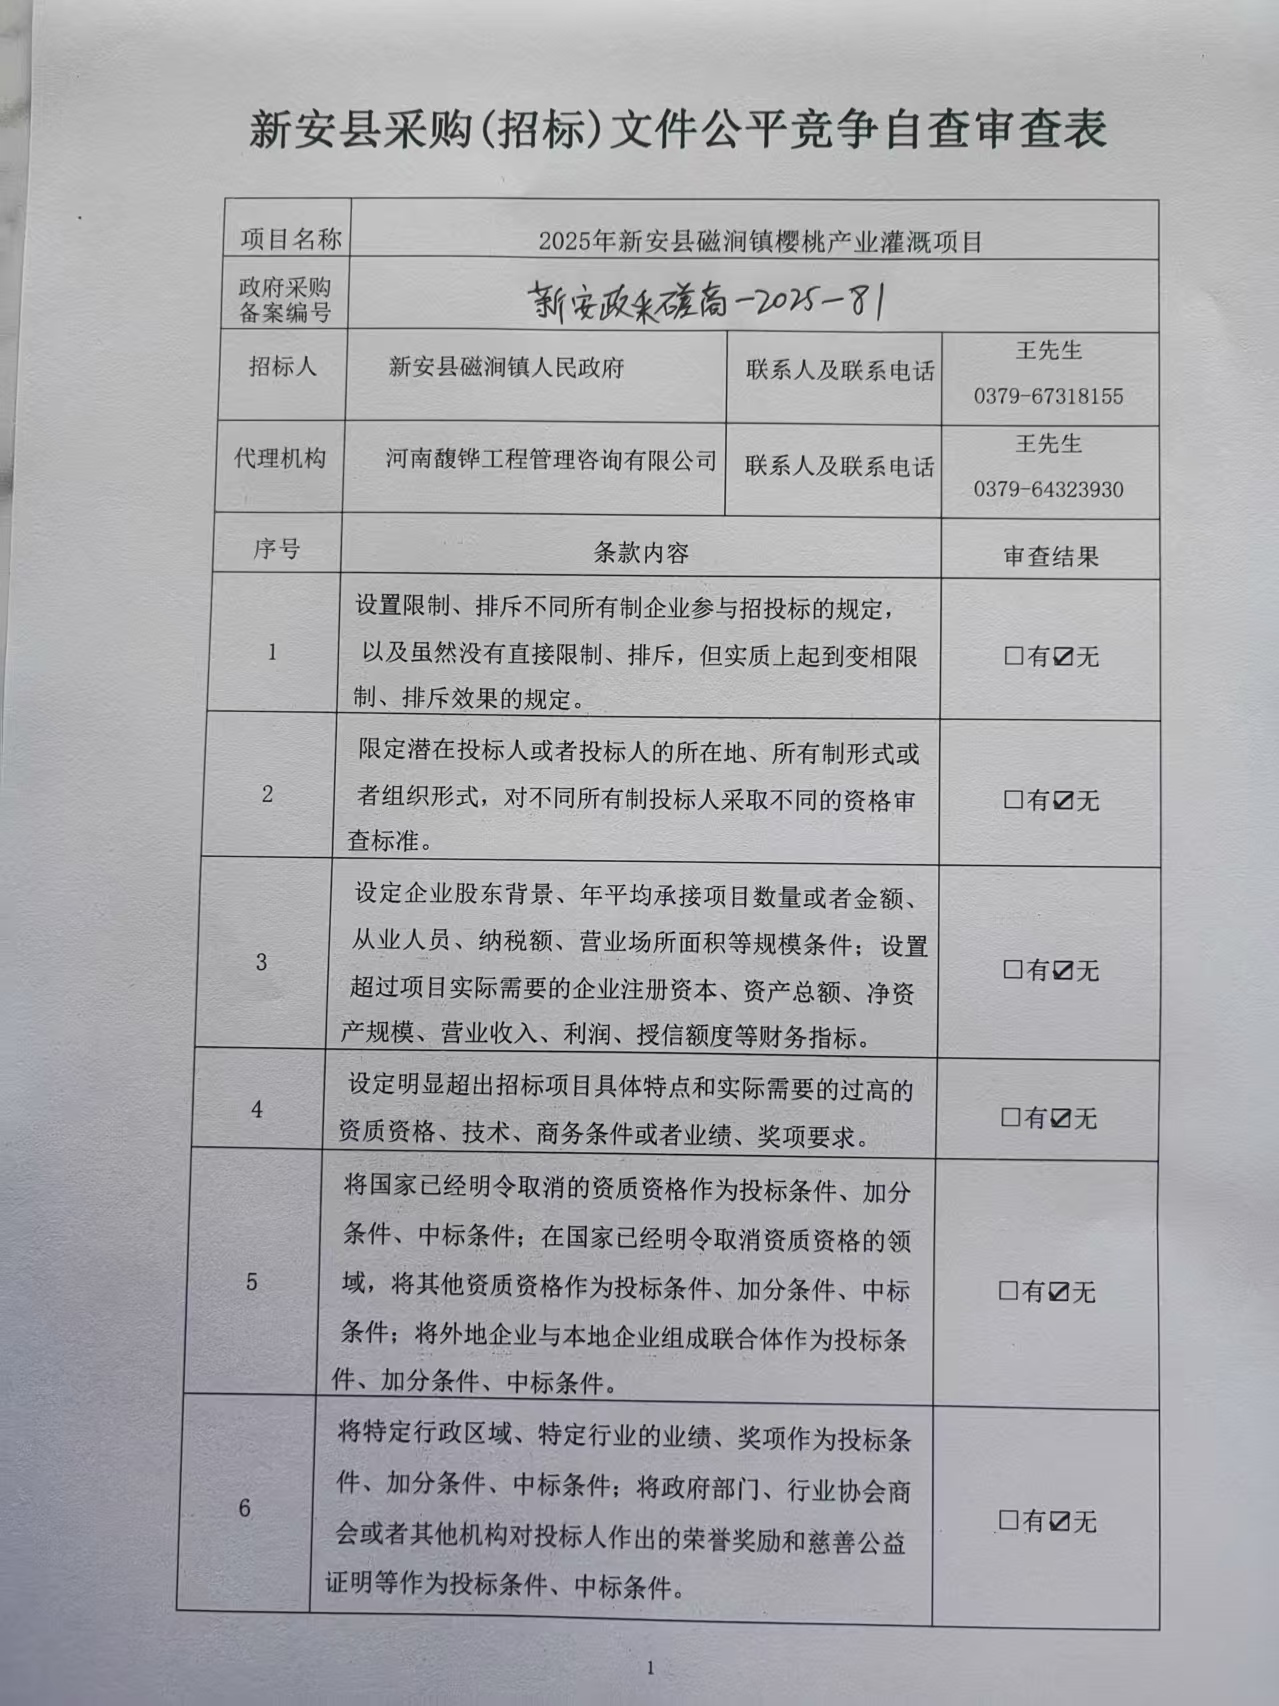 新安县采购(招标)文件公平竞争自查审查表
项目名称
2025年新安县磁涧镇樱桃产业灌溉项目
政府采购
备案编号
新安政采磋商-2025-81
招标人
新安县磁涧镇人民政府
联系人及联系电话
王先生
0379-67318155
代理机构
河南馥铧工程管理咨询有限公司
联系人及联系电话
王先生
0379-64323930
序号
条款内容
审查结果
1
设置限制、排斥不同所有制企业参与招投标的规定，
以及虽然没有直接限制、排斥，但实质上起到变相限
制、排斥效果的规定。
□有☑无
2
限定潜在投标人或者投标人的所在地、所有制形式或
者组织形式，对不同所有制投标人采取不同的资格审
查标准。
□有☑无
3
设定企业股东背景、年平均承接项目数量或者金额、
从业人员、纳税额、营业场所面积等规模条件；设置
超过项目实际需要的企业注册资本、资产总额、净资
产规模、营业收入、利润、授信额度等财务指标。
□有☑无
4
设定明显超出招标项目具体特点和实际需要的过高的
资质资格、技术、商务条件或者业绩、奖项要求。
□有☑无
5
将国家已经明令取消的资质资格作为投标条件、加分
条件、中标条件；在国家已经明令取消资质资格的领
域，将其他资质资格作为投标条件、加分条件、中标
条件；将外地企业与本地企业组成联合体作为投标条
件、加分条件、中标条件。
□有☑无
6
将特定行政区域、特定行业的业绩、奖项作为投标条
件、加分条件、中标条件；将政府部门、行业协会商
会或者其他机构对投标人作出的荣誉奖励和慈善公益
证明等作为投标条件、中标条件。
□有☑无
1